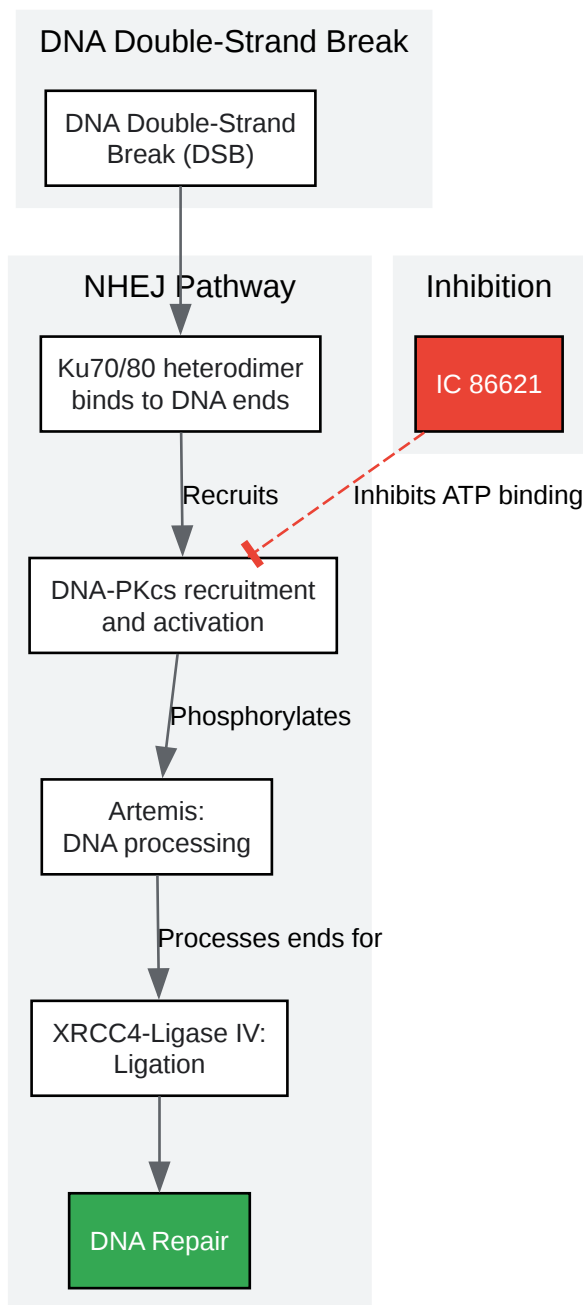 DNA Double-Strand Break
DNA Double-Strand
Break (DSB)
NHEJ Pathway
Inhibition
Ku70/80 heterodimer
binds to DNA ends
IC 86621
Recruits
Inhibits ATP binding
DNA-PKcs recruitment
and activation
Phosphorylates
Artemis:
DNA processing
Processes ends for
XRCC4-Ligase IV:
Ligation
DNA Repair